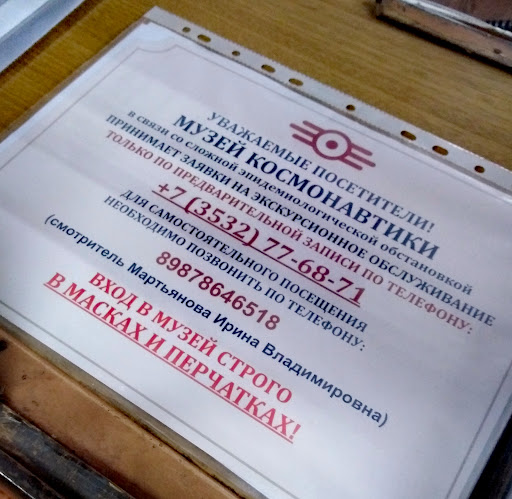 УВАЖАЕМЫЕ ПОСЕТИТЕЛИ!
МУЗЕЙ КОСМОНАВТИКИ
в связи со сложной эпидемиологической обстановкой
ПРИНИМАЕТ ЗАЯВКИ НА ЭКСКУРСИОННОЕ ОБСЛУЖИВАНИЕ
ТОЛЬКО ПО ПРЕДВАРИТЕЛЬНОЙ ЗАПИСИ ПО ТЕЛЕФОНУ:
+7 (3532) 77-68-71
ДЛЯ САМОСТОЯТЕЛЬНОГО ПОСЕЩЕНИЯ
НЕОБХОДИМО ПОЗВОНИТЬ ПО ТЕЛЕФОНУ:
89878646518
(смотритель Мартьянова Ирина Владимировна)
ВХОД В МУЗЕЙ СТРОГО
В МАСКАХ И ПЕРЧАТКАХ!